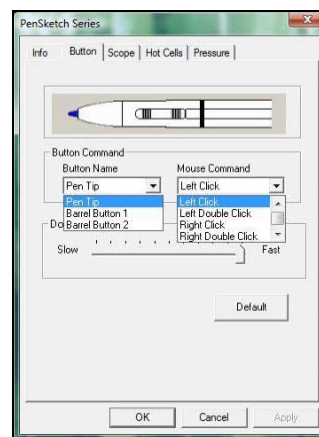 PenSketch Series
Info Button Scope Hot Cells Pressure
Button Command
Button Name Mouse Command
Pen Tip Left Click
Pen Tip Left Click
Barrel Button 1 Left Double Click
Barrel Button 2 Right Click
Right Double Click
Do
Slow Fast
Default
OK Cancel Apply